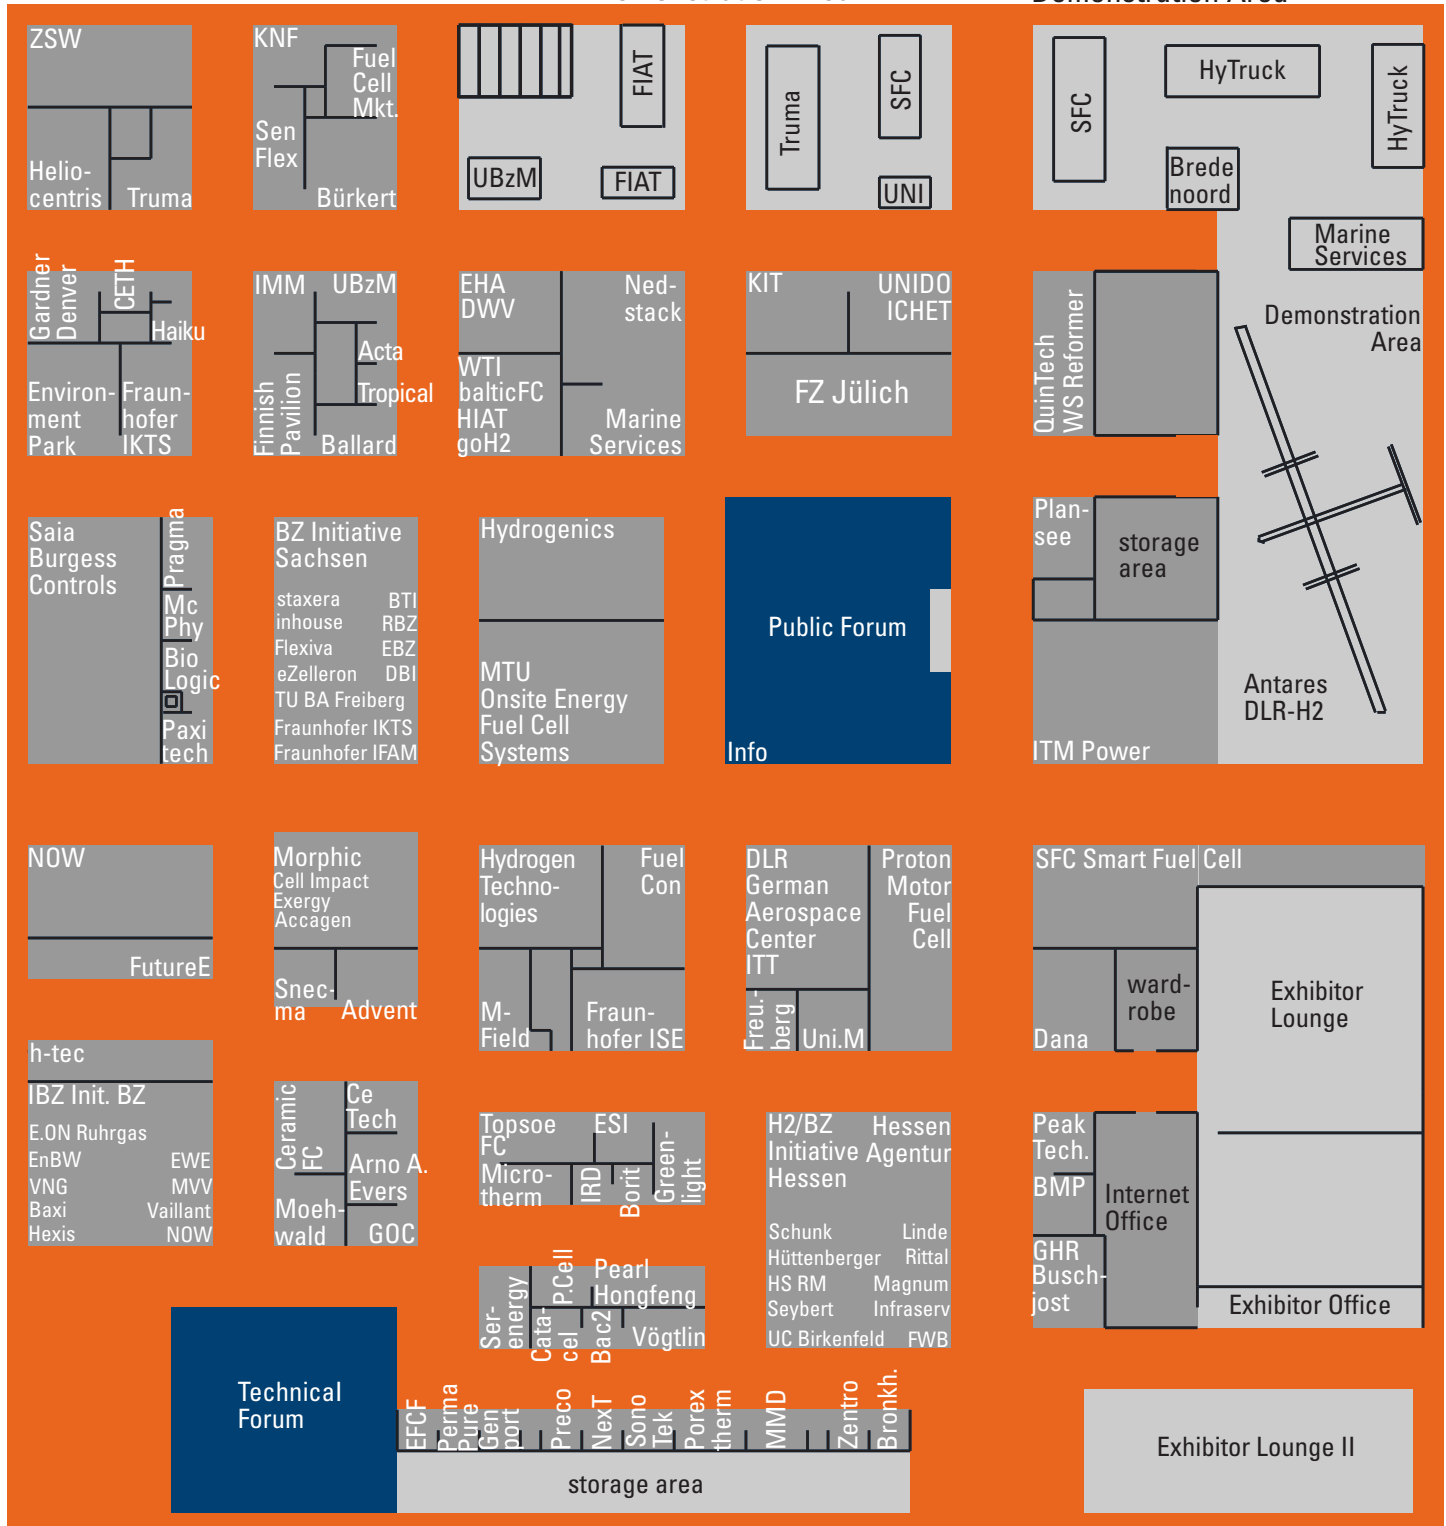 Demonstration Area
ZSW
Helio-
centris
Truma
KNF
Fuel
Cell
Mkt.
Sen
Flex
Bürkert
FIAT
UBzM
FIAT
Truma
SFC
UNI
SFC
HyTruck
HyTruck
Brede
noord
Marine
Services
Demonstration
Area
Antares
DLR-H2
Gardner
Denver
CETH
Haiku
Environ-
ment
Park
Fraun-
hofer
IKTS
IMM
UBzM
Acta
Tropical
Finnish
Pavilion
Ballard
EHA
DWV
Ned-
stack
WTI
balticFC
HIAT
goH2
Marine
Services
KIT
UNIDO
ICHET
FZ Jülich
QuinTech
WS Reformer
Saia
Burgess
Controls
Pragma
Mc
Phy
Bio
Logic
Paxi
tech
BZ Initiative
Sachsen
staxera BTI
inhouse RBZ
Flexiva EBZ
eZelleron DBI
TU BA Freiberg
Fraunhofer IKTS
Fraunhofer IFAM
Hydrogenics
MTU
Onsite Energy
Fuel Cell
Systems
Public Forum
Info
Plan-
see
storage
area
ITM Power
NOW
FutureE
Morphic
Cell Impact
Exergy
Accagen
Snec-
ma
Advent
Hydrogen
Techno-
logies
Fuel
Con
M-
Field
Fraun-
hofer ISE
DLR
German
Aerospace
Center
ITT
Proton
Motor
Fuel
Cell
Freu.-
berg
Uni.M
SFC Smart Fuel Cell
Dana
ward-
robe
Exhibitor
Lounge
h-tec
IBZ Init. BZ
E.ON Ruhrgas
EnBW EWE
VNG MVV
Baxi Vaillant
Hexis NOW
Ceramic
FC
Ce
Tech
Arno A.
Evers
Moeh-
wald
GOC
Topsoe
FC
ESI
Green-
light
Micro-
therm
IRD
Borit
H2/BZ
Initiative
Hessen
Hessen
Agentur
Schunk Linde
Hüttenberger Rittal
HS RM Magnum
Seybert Infraserv
UC Birkenfeld FWB
Peak
Tech.
BMP
Internet
Office
GHR
Busch-
jost
Exhibitor Office
Ser-
energy
P.Cell
Pearl
Hongfeng
Cata-
cel
Bac2
Vögtlin
Technical
Forum
EFCF
Perma
Pure
Gen
port
Preco
NexT
Sono
Tek
Porex
therm
MMD
Zentro
Bronkh.
storage area
Exhibitor Lounge II